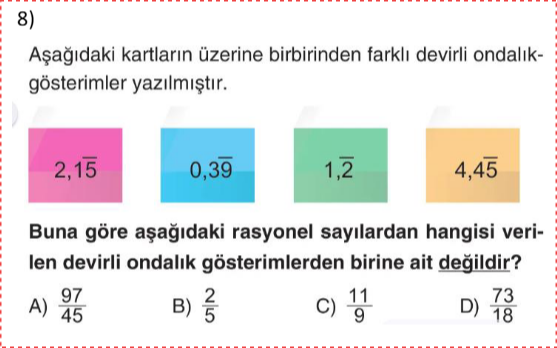 8)
Aşağıdaki kartların üzerine birbirinden farklı devirli ondalık-
gösterimler yazılmıştır.
2,15̅ 0,39̅ 1,2̅ 4,45̅
Buna göre aşağıdaki rasyonel sayılardan hangisi veri-
len devirli ondalık gösterimlerden birine ait değildir?
A) 97/45 B) 2/5 C) 11/9 D) 73/18